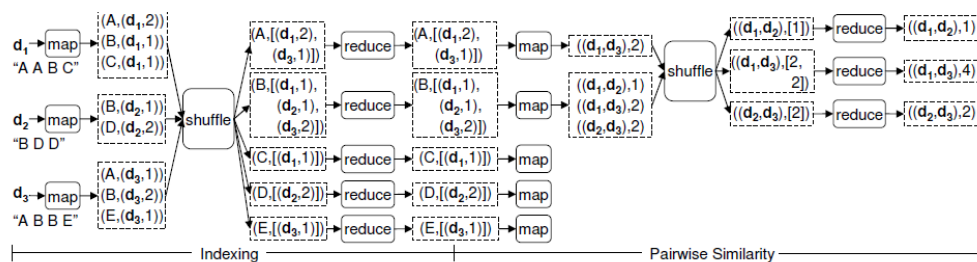 d1
map
"A A B C"
(A,(d1,2))
(B,(d1,1))
(C,(d1,1))
d2
map
"B D D"
(B,(d2,1))
(D,(d2,2))
d3
map
"A B B E"
(A,(d3,1))
(B,(d3,2))
(E,(d3,1))
shuffle
(A,[(d1,2),
(d3,1)])
reduce
(A,[(d1,2),
(d3,1)])
map
((d1,d3),2)
(B,[(d1,1),
(d2,1),
(d3,2)])
reduce
(B,[(d1,1),
(d2,1),
(d3,2)])
map
((d1,d2),1)
((d1,d3),2)
((d2,d3),2)
(C,[(d1,1)])
reduce
(C,[(d1,1)])
map
(D,[(d2,2)])
reduce
(D,[(d2,2)])
map
(E,[(d3,1)])
reduce
(E,[(d3,1)])
map
shuffle
((d1,d2),[1])
reduce
((d1,d2),1)
((d1,d3),[2,
2])
reduce
((d1,d3),4)
((d2,d3),[2])
reduce
((d2,d3),2)
Indexing
Pairwise Similarity